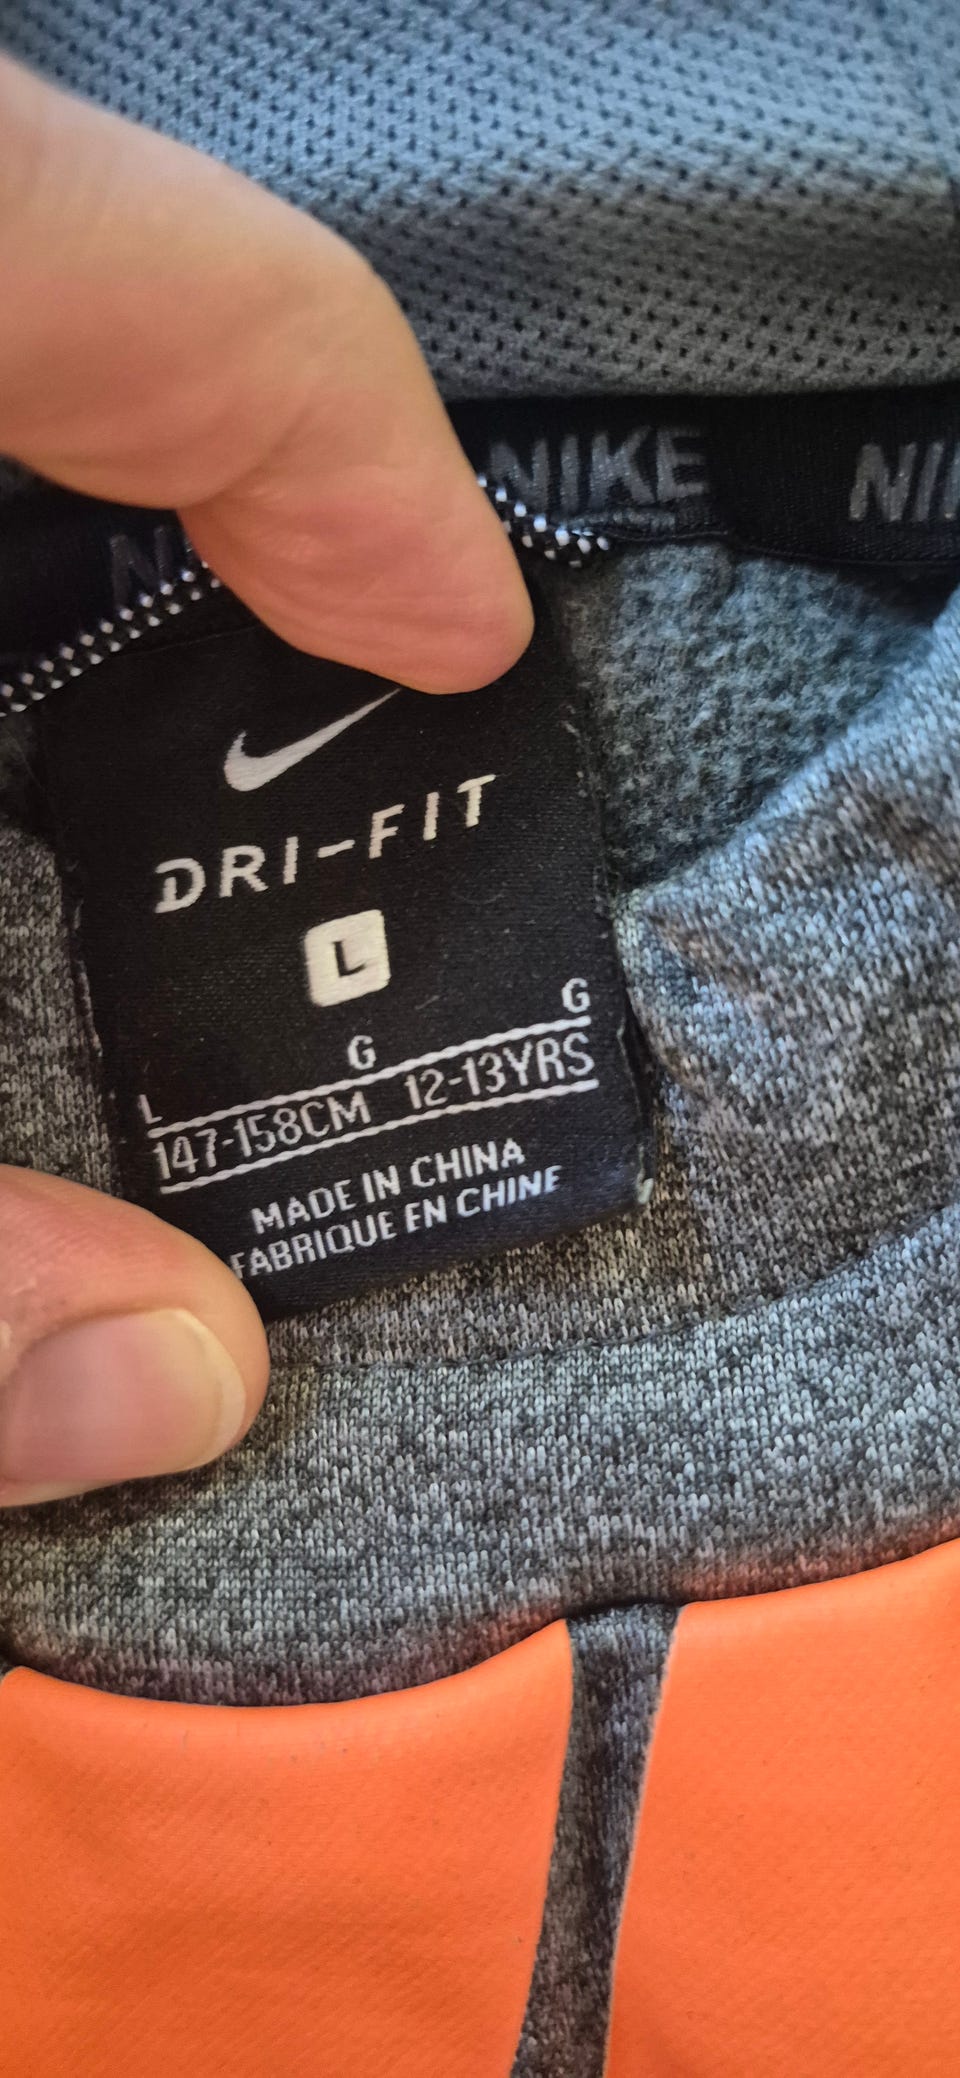 NIKE
DRI-FIT
L
L G G
147-158CM 12-13YRS
MADE IN CHINA
FABRIQUE EN CHINE